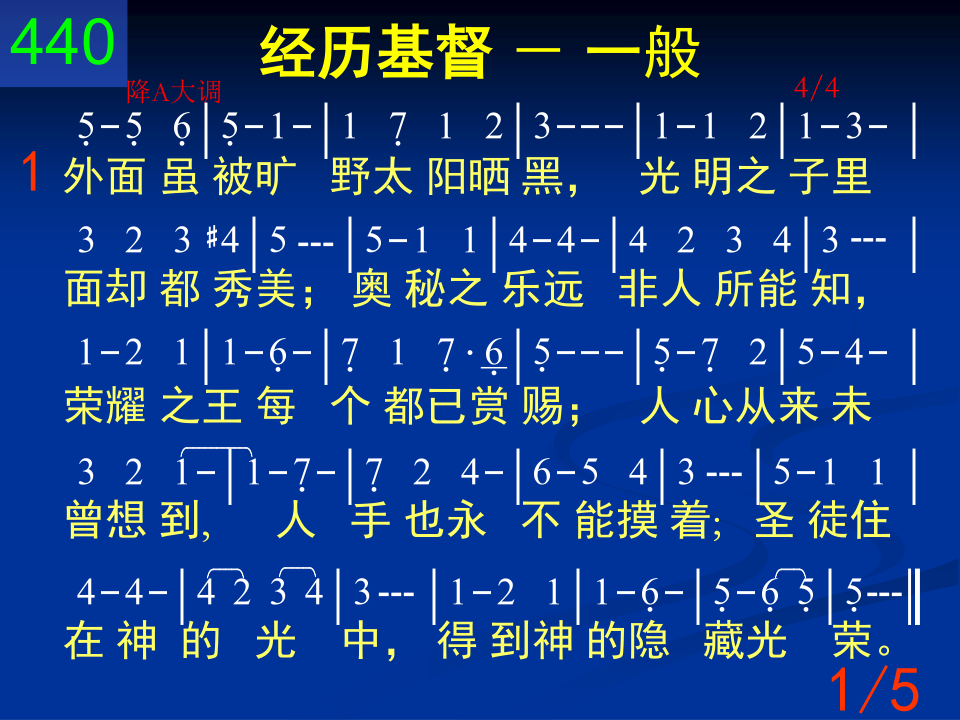 440
经历基督 － 一般
降A大调 4/4
5̣-5̣ 6̣|5̣-1-|1 7̣ 1 2|3---|1-1 2|1-3-|
1
外面 虽 被旷 野太 阳晒 黑， 光 明之 子里
3 2 3 #4|5 ---|5-1 1|4-4-|4 2 3 4|3 ---|
面却 都 秀美； 奥 秘之 乐远 非人 所能 知，
1-2 1|1-6̣-|7̣ 1 7̣·6̣|5̣---|5̣-7̣ 2|5-4-|
荣耀 之王 每 个 都已赏 赐； 人 心从来 未
3 2 1-|1-7̣-|7̣ 2 4-|6-5 4|3 ---|5-1 1|
曾想 到, 人 手 也永 不 能摸 着; 圣 徒住
4-4-|4 2 3 4|3---|1-2 1|1-6̣-|5̣-6̣ 5̣|5̣---‖
在 神 的 光 中， 得 到神 的隐 藏光 荣。
1/5